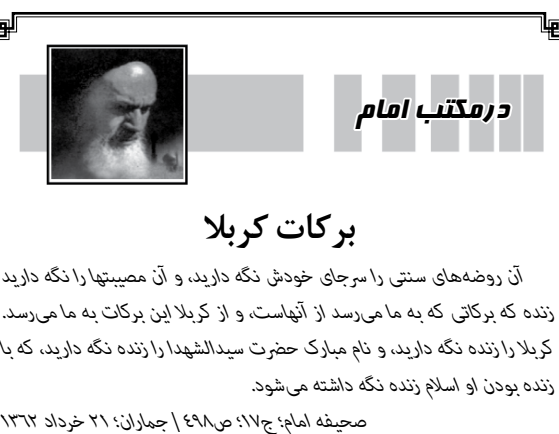 در مکتب امام
برکات کربلا
آن روضه‌های سنتی را سرجای خودش نگه دارید، و آن مصیبتها را نگه دارید
زنده که برکاتی که به ما می‌رسد از آنهاست، و از کربلا این برکات به ما می‌رسد.
کربلا را زنده نگه دارید، و نام مبارک حضرت سیدالشهدا را زنده نگه دارید، که با
زنده بودن او اسلام زنده نگه داشته می‌شود.
صحیفه امام؛ ج۱۷؛ ص۴۹۸ | جماران؛ ۲۱ خرداد ۱۳۶۲